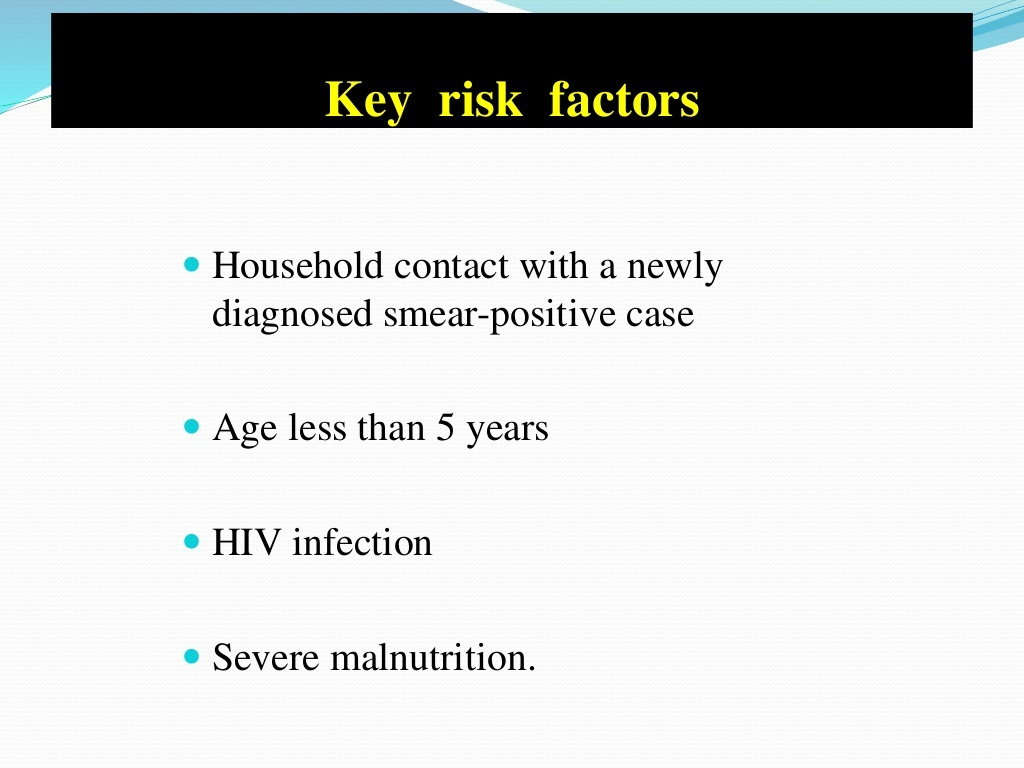 Key risk factors
Household contact with a newly
diagnosed smear-positive case
Age less than 5 years
HIV infection
Severe malnutrition.